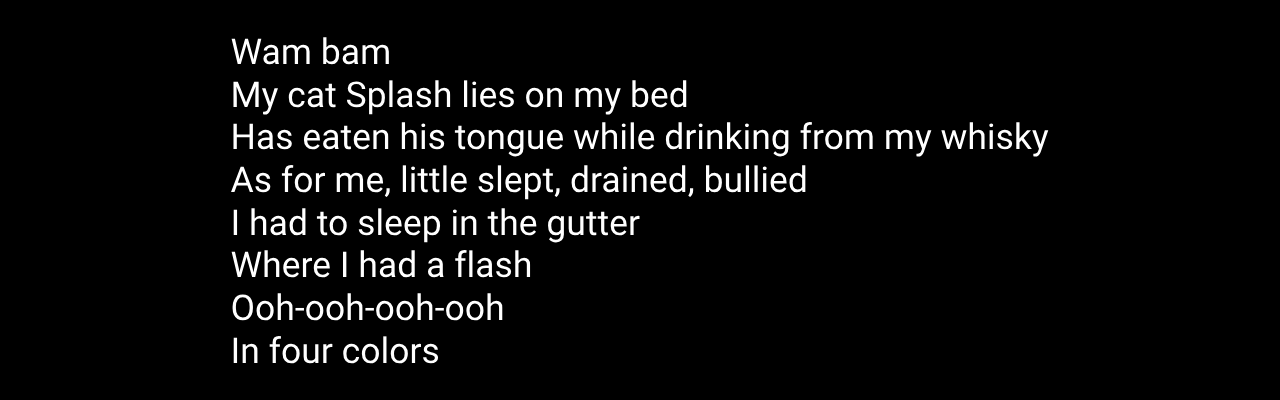 Wam bam
My cat Splash lies on my bed
Has eaten his tongue while drinking from my whisky
As for me, little slept, drained, bullied
I had to sleep in the gutter
Where I had a flash
Ooh-ooh-ooh-ooh
In four colors